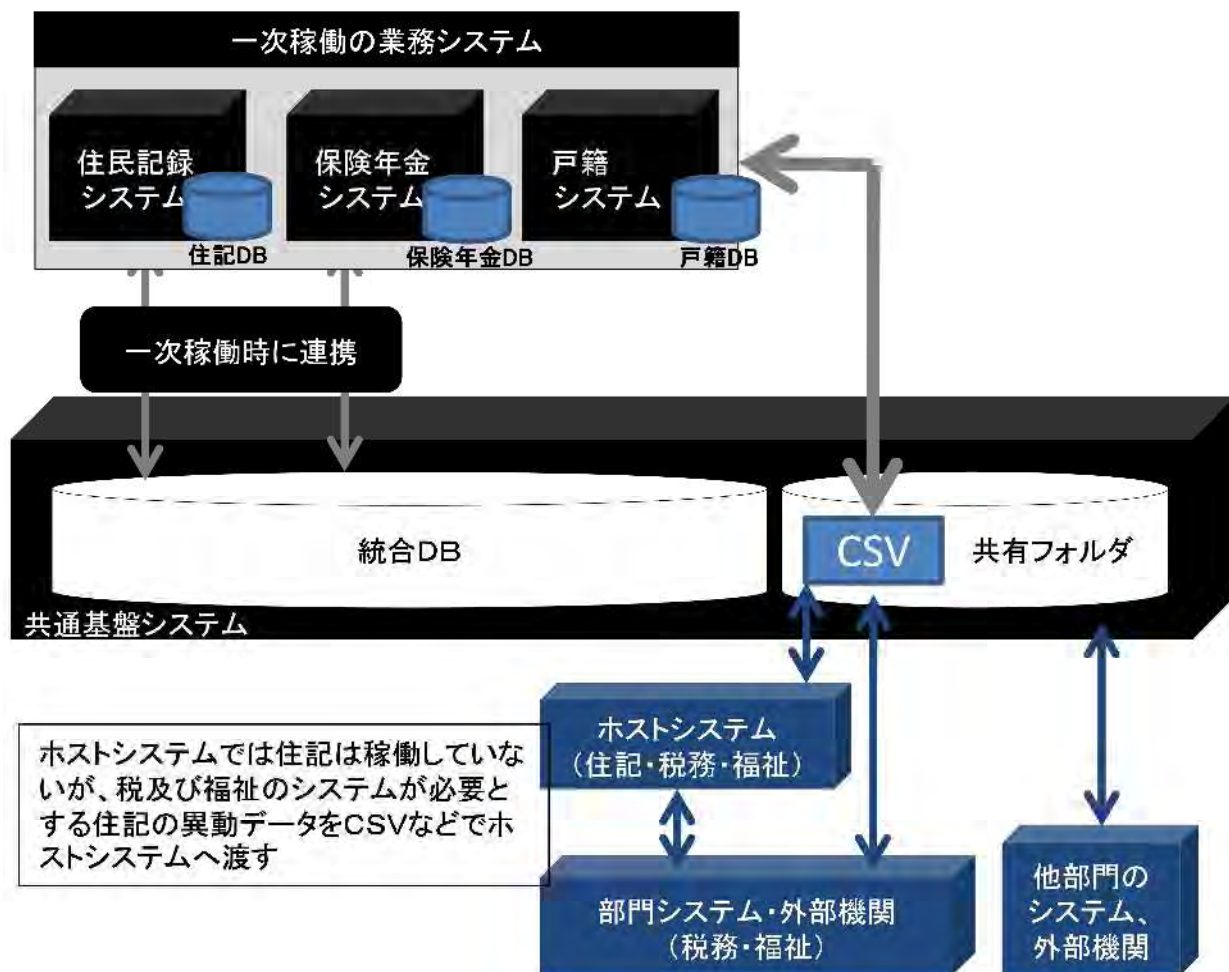 一次稼働の業務システム
住民記録
システム
住記DB
保険年金
システム
保険年金DB
戸籍
システム
戸籍DB
一次稼働時に連携
統合DB
CSV
共有フォルダ
共通基盤システム
ホストシステムでは住記は稼働していな
いが、税及び福祉のシステムが必要と
する住記の異動データをCSVなどでホ
ストシステムへ渡す
ホストシステム
(住記・税務・福祉)
部門システム・外部機関
(税務・福祉)
他部門の
システム、
外部機関